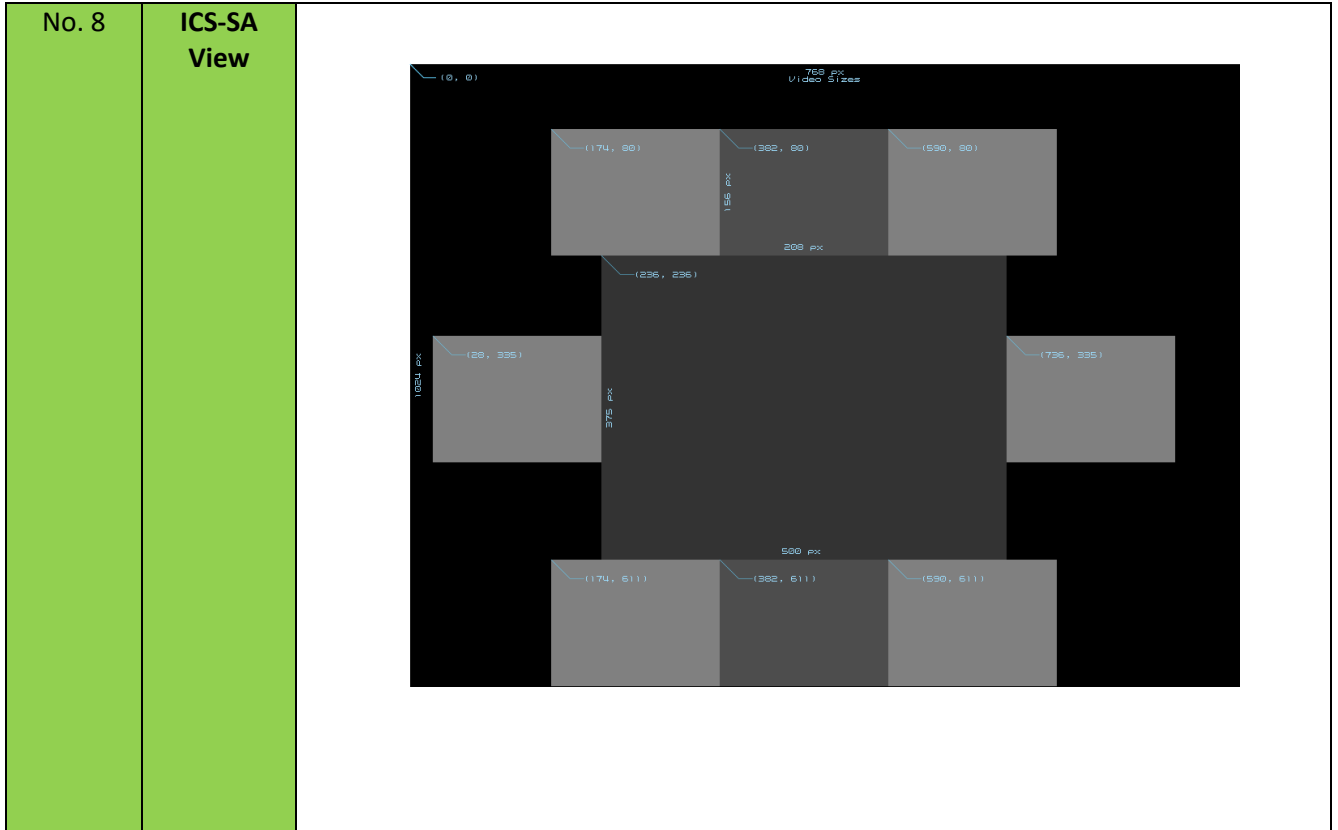 No. 8
ICS-SA
View
(0, 0)
768 px
Video Sizes
(174, 80)
(382, 80)
(590, 80)
156 px
208 px
(236, 236)
(28, 335)
(736, 335)
1024 px
375 px
500 px
(174, 611)
(382, 611)
(590, 611)